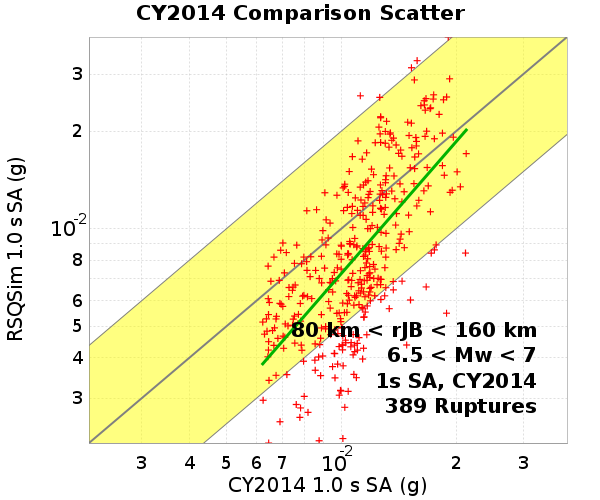 CY2014 Comparison Scatter
RSQSim 1.0 s SA (g)
3
2
10-2
8
6
5
4
3
80 km < rJB < 160 km
6.5 < Mw < 7
1s SA, CY2014
389 Ruptures
3 4 5 6 7 10-2 2 3
CY2014 1.0 s SA (g)